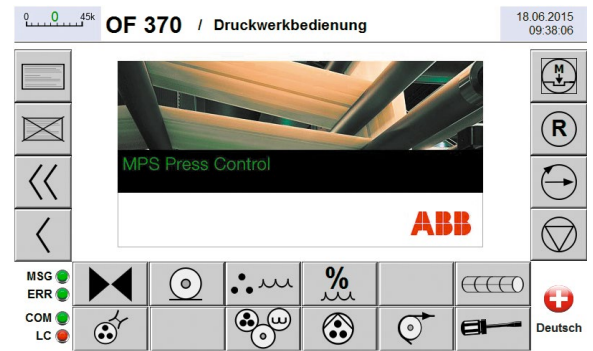 0 0 45k OF 370 / Druckwerkbedienung 18.06.2015
09:38:06
M
MPS Press Control
R
ABB
MSG
ERR
%
COM
LC
Deutsch